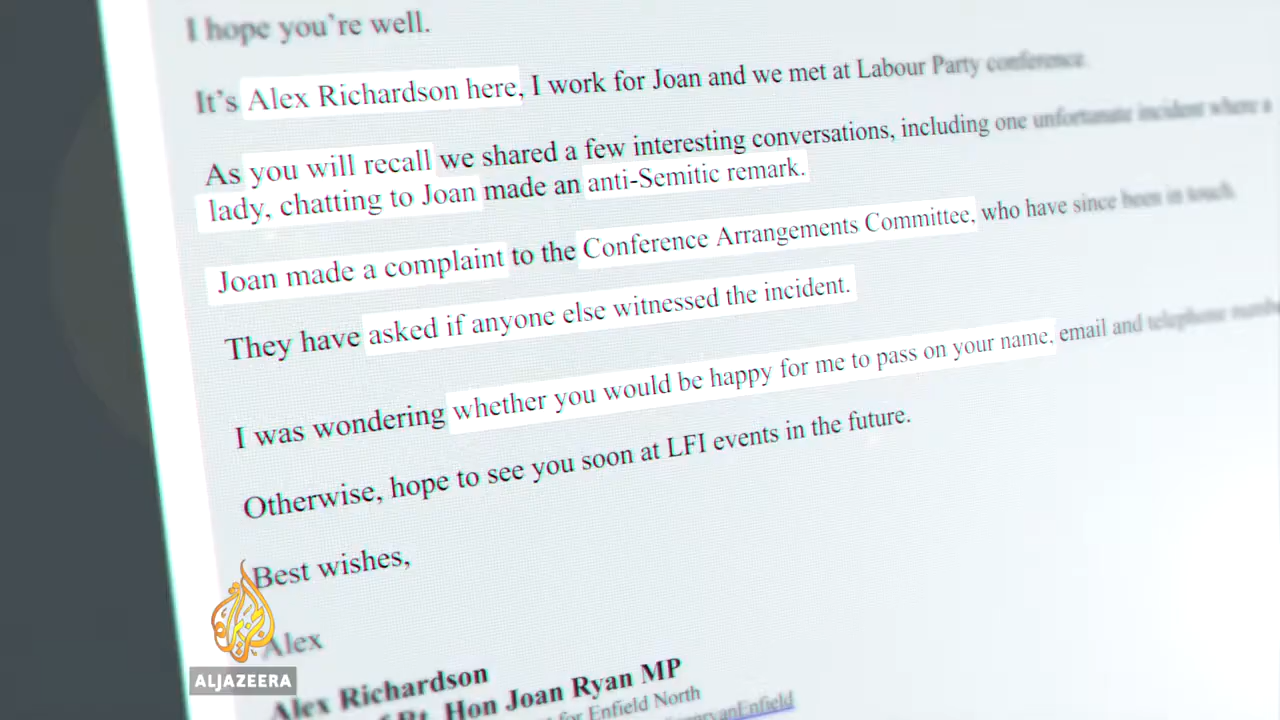 I hope you're well.
It's Alex Richardson here, I work for Joan and we met at Labour Party conference.
As you will recall we shared a few interesting conversations, including one unfortunate incident where a
lady, chatting to Joan made an anti-Semitic remark.
Joan made a complaint to the Conference Arrangements Committee, who have since been in touch.
They have asked if anyone else witnessed the incident.
I was wondering whether you would be happy for me to pass on your name, email and telephone
Otherwise, hope to see you soon at LFI events in the future.
Best wishes,
Alex
Alex Richardson
Rt. Hon Joan Ryan MP
for Enfield North
ALJAZEERA